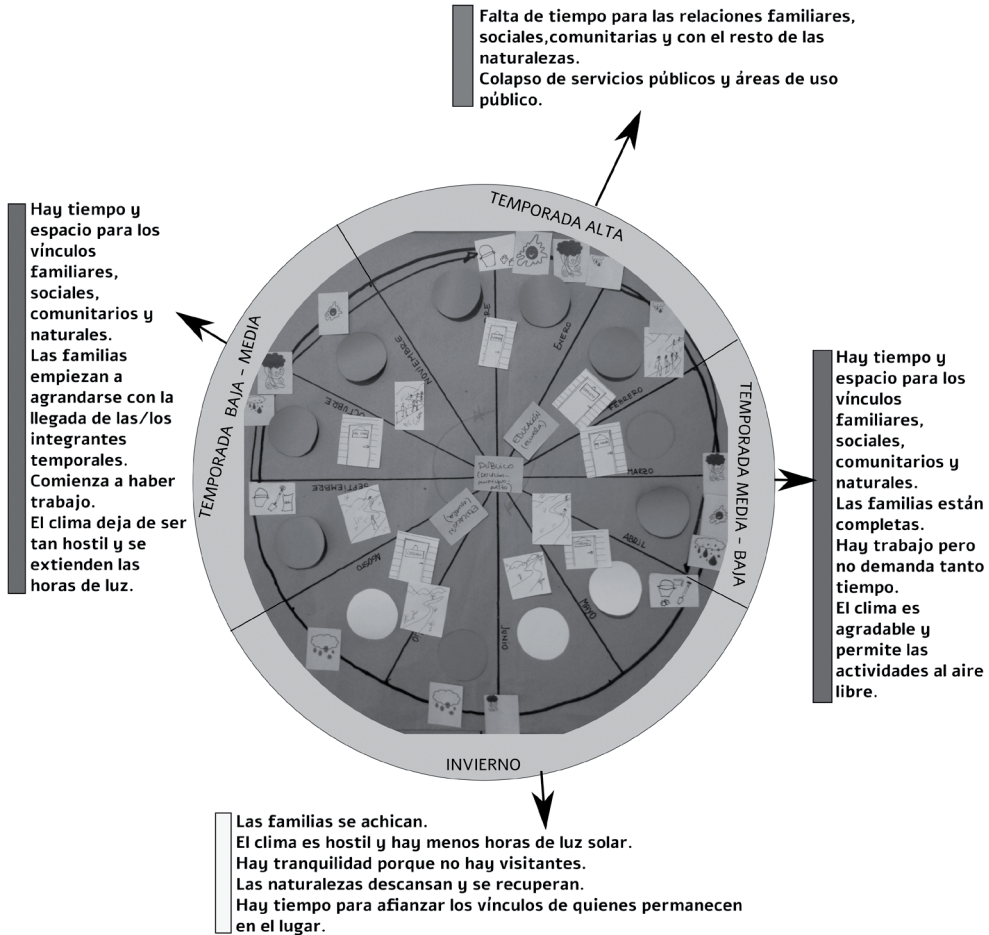 Falta de tiempo para las relaciones familiares,
sociales,comunitarias y con el resto de las
naturalezas.
Colapso de servicios públicos y áreas de uso
público.
Hay tiempo y
espacio para los
vínculos
familiares,
sociales,
comunitarios y
naturales.
Las familias
empiezan a
agrandarse con la
llegada de las/los
integrantes
temporales.
Comienza a haber
trabajo.
El clima deja de ser
tan hostil y se
extienden las
horas de luz.
TEMPORADA BAJA - MEDIA
TEMPORADA ALTA
ENERO
FEBRERO
MARZO
ABRIL
MAYO
JUNIO
AGOSTO
SEPTIEMBRE
OCTUBRE
NOVIEMBRE
EDUCACIÓN
(escuela)
PÚBLICO
TEMPORADA MEDIA - BAJA
INVIERNO
Hay tiempo y
espacio para los
vínculos
familiares,
sociales,
comunitarios y
naturales.
Las familias están
completas.
Hay trabajo pero
no demanda tanto
tiempo.
El clima es
agradable y
permite las
actividades al aire
libre.
Las familias se achican.
El clima es hostil y hay menos horas de luz solar.
Hay tranquilidad porque no hay visitantes.
Las naturalezas descansan y se recuperan.
Hay tiempo para afianzar los vínculos de quienes permanecen
en el lugar.